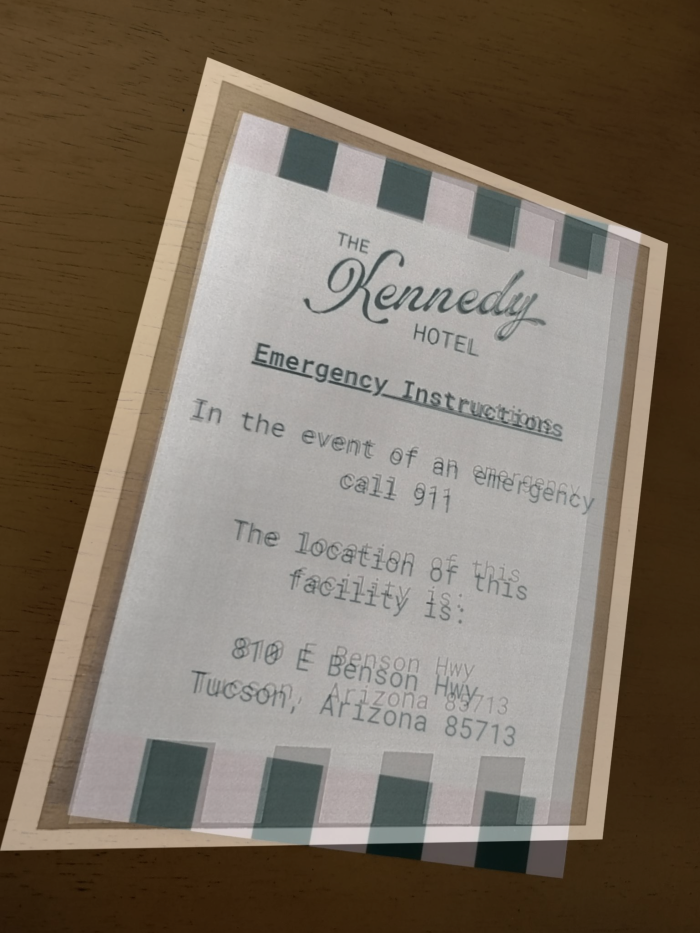 THE
Kennedy
HOTEL
Emergency Instructions
In the event of an emergency
call 911
The location of this
facility is:
810 E Benson Hwy
Tucson, Arizona 85713